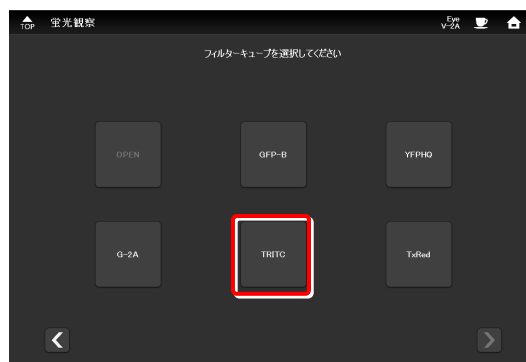 TOP 蛍光観察 Eye V-2A
フィルターキューブを選択してください
OPEN GFP-B YFPHQ
G-2A TRITC TxRed